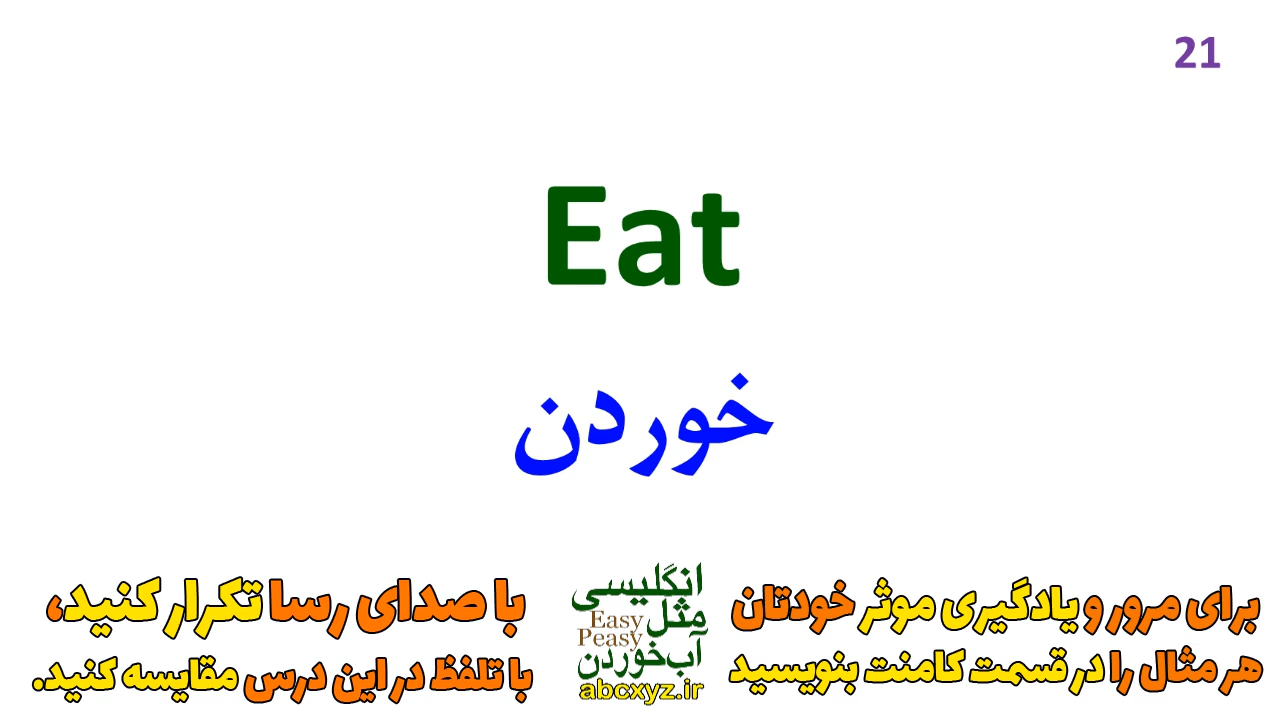 21
Eat
خوردن
برای مرور و یادگیری موثر خودتان
هر مثال را در قسمت کامنت بنویسید
انگلیسی
مثل
Easy
Peasy
آب خوردن
abcxyz.ir
با صدای رسا تکرار کنید،
با تلفظ در این درس مقایسه کنید.